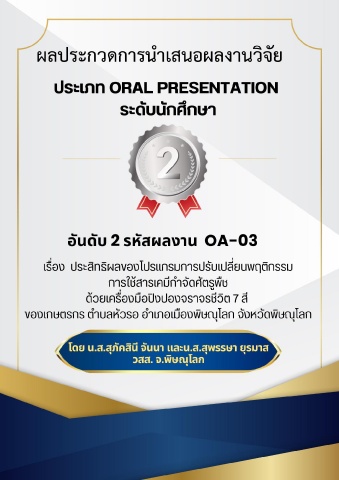 ผลประกวดการนำเสนอผลงานวิจัย
ประเภท ORAL PRESENTATION
ระดับนักศึกษา
2
อันดับ 2 รหัสผลงาน OA-03
เรื่อง ประสิทธิผลของโปรแกรมการปรับเปลี่ยนพฤติกรรม
การใช้สารเคมีกำจัดศัตรูพืช
ด้วยเครื่องมือปิงปองจราจรชีวิต 7 สี
ของเกษตรกร ตำบลหัวรอ อำเภอเมืองพิษณุโลก จังหวัดพิษณุโลก
โดย น.ส.สุภัคสินี จันนา และน.ส.สุพรรษา ยุรมาส
วสส. จ.พิษณุโลก